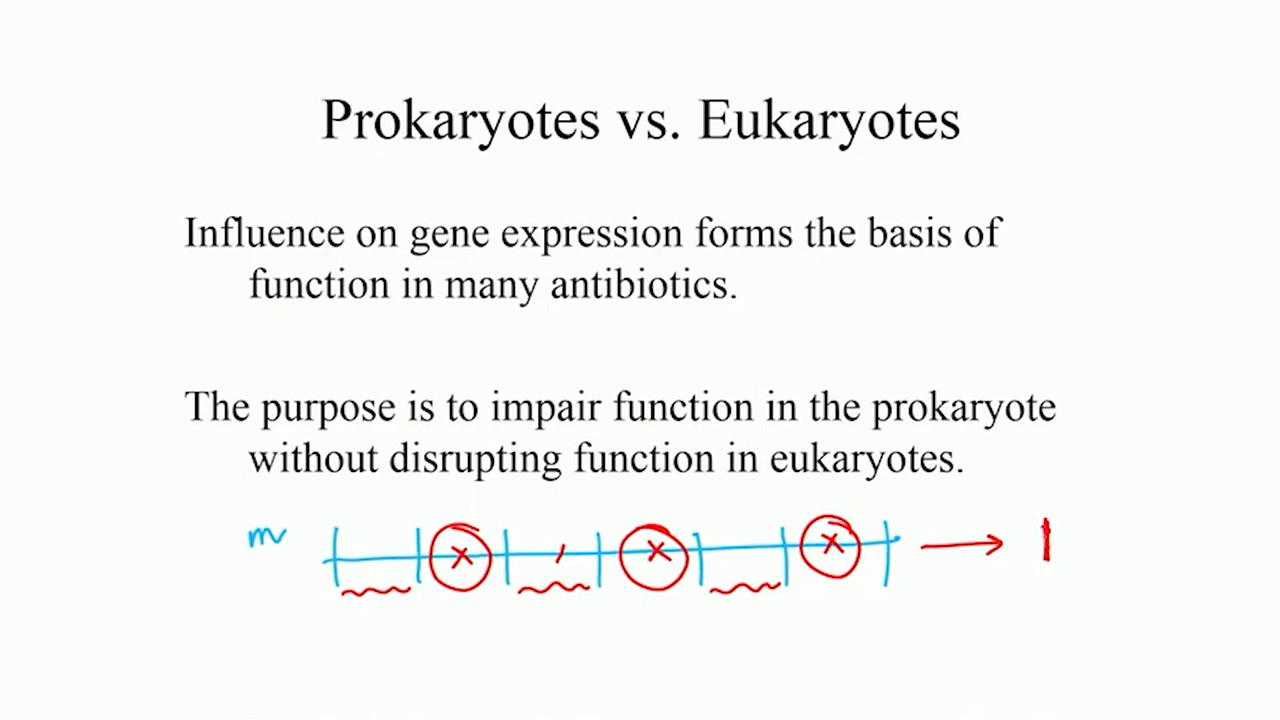 Prokaryotes vs. Eukaryotes
Influence on gene expression forms the basis of
function in many antibiotics.
The purpose is to impair function in the prokaryote
without disrupting function in eukaryotes.
m